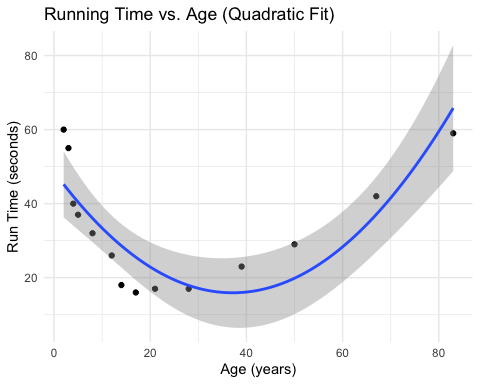 Running Time vs. Age (Quadratic Fit)
80
60
40
20
Run Time (seconds)
0 20 40 60 80
Age (years)